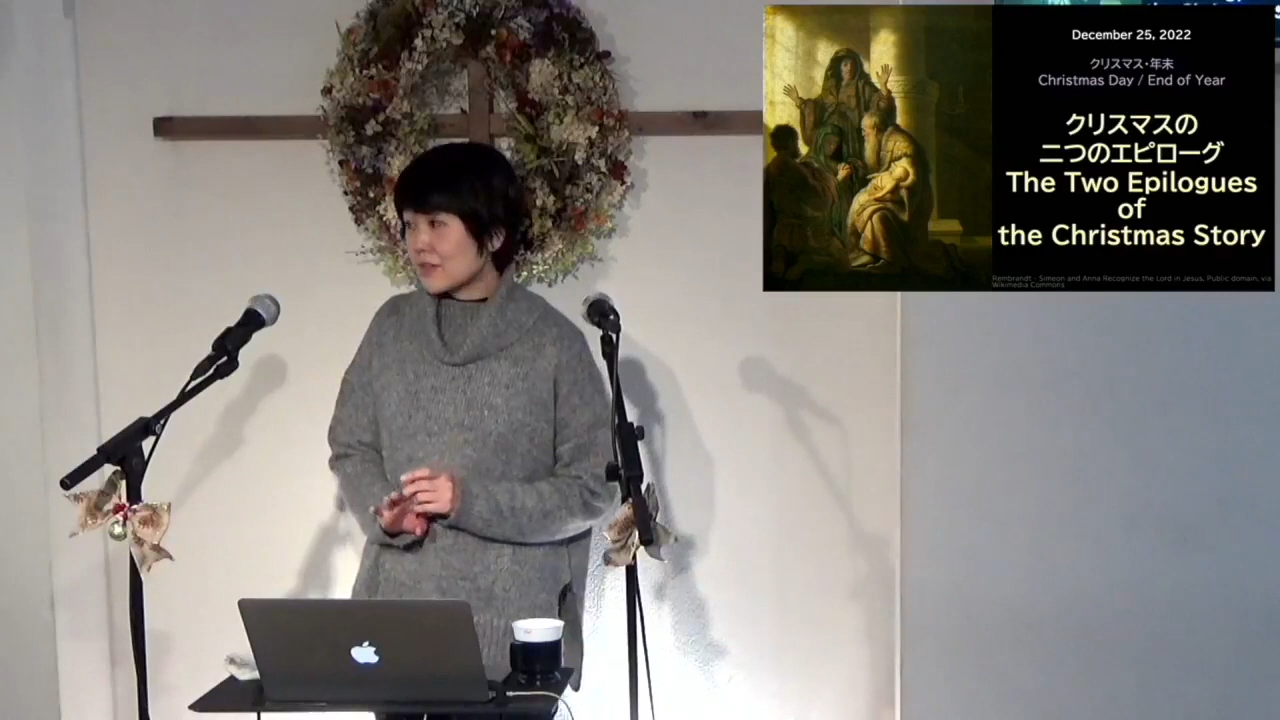 December 25, 2022
クリスマス・年末
Christmas Day / End of Year
クリスマスの
二つのエピローグ
The Two Epilogues
of
the Christmas Story
Rembrandt - Simeon and Anna Recognize the Lord in Jesus, Public domain, via
Wikimedia Commons